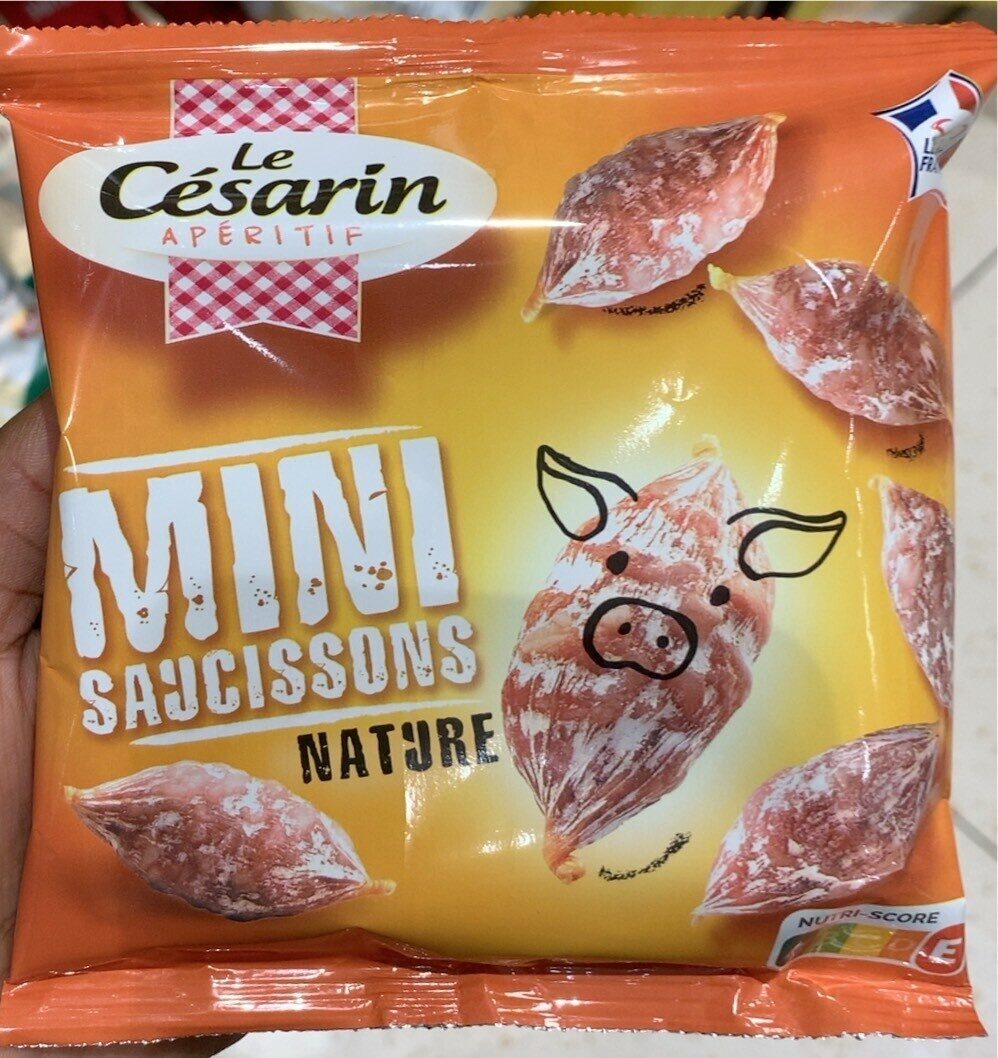 Le
Césarin
APÉRITIF
MINI
SAUCISSONS
NATURE
NUTRI-SCORE
E